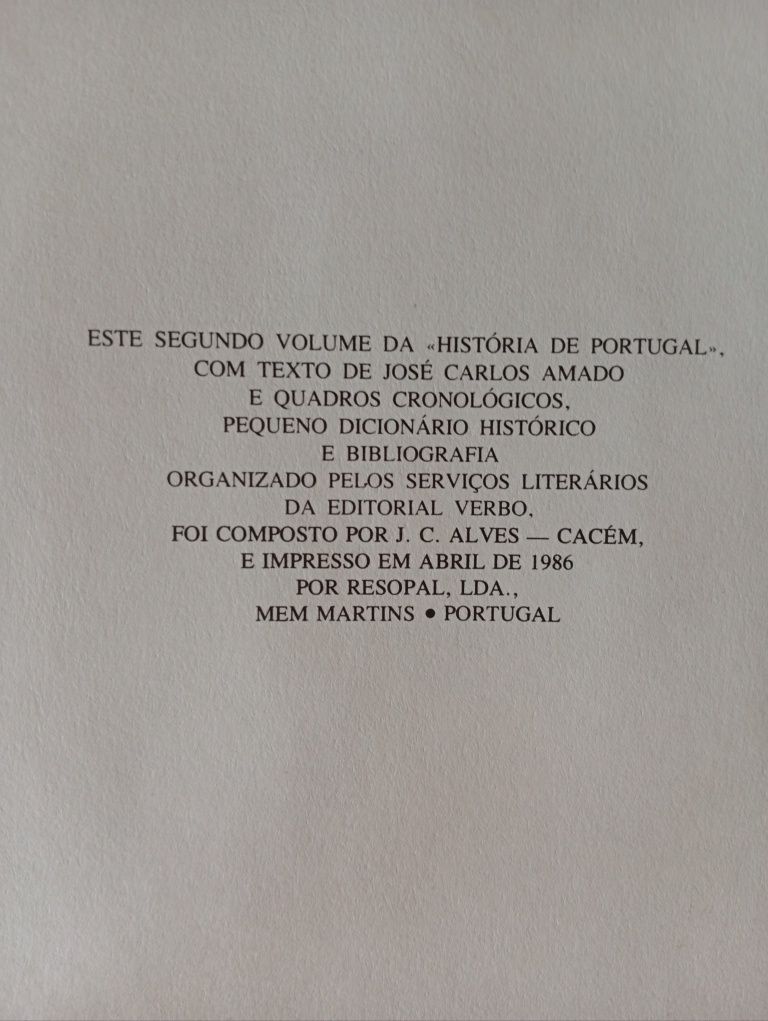 ESTE SEGUNDO VOLUME DA «HISTÓRIA DE PORTUGAL»,
COM TEXTO DE JOSÉ CARLOS AMADO
E QUADROS CRONOLÓGICOS,
PEQUENO DICIONÁRIO HISTÓRICO
E BIBLIOGRAFIA
ORGANIZADO PELOS SERVIÇOS LITERÁRIOS
DA EDITORIAL VERBO,
FOI COMPOSTO POR J. C. ALVES — CACÉM,
E IMPRESSO EM ABRIL DE 1986
POR RESOPAL, LDA.,
MEM MARTINS ● PORTUGAL